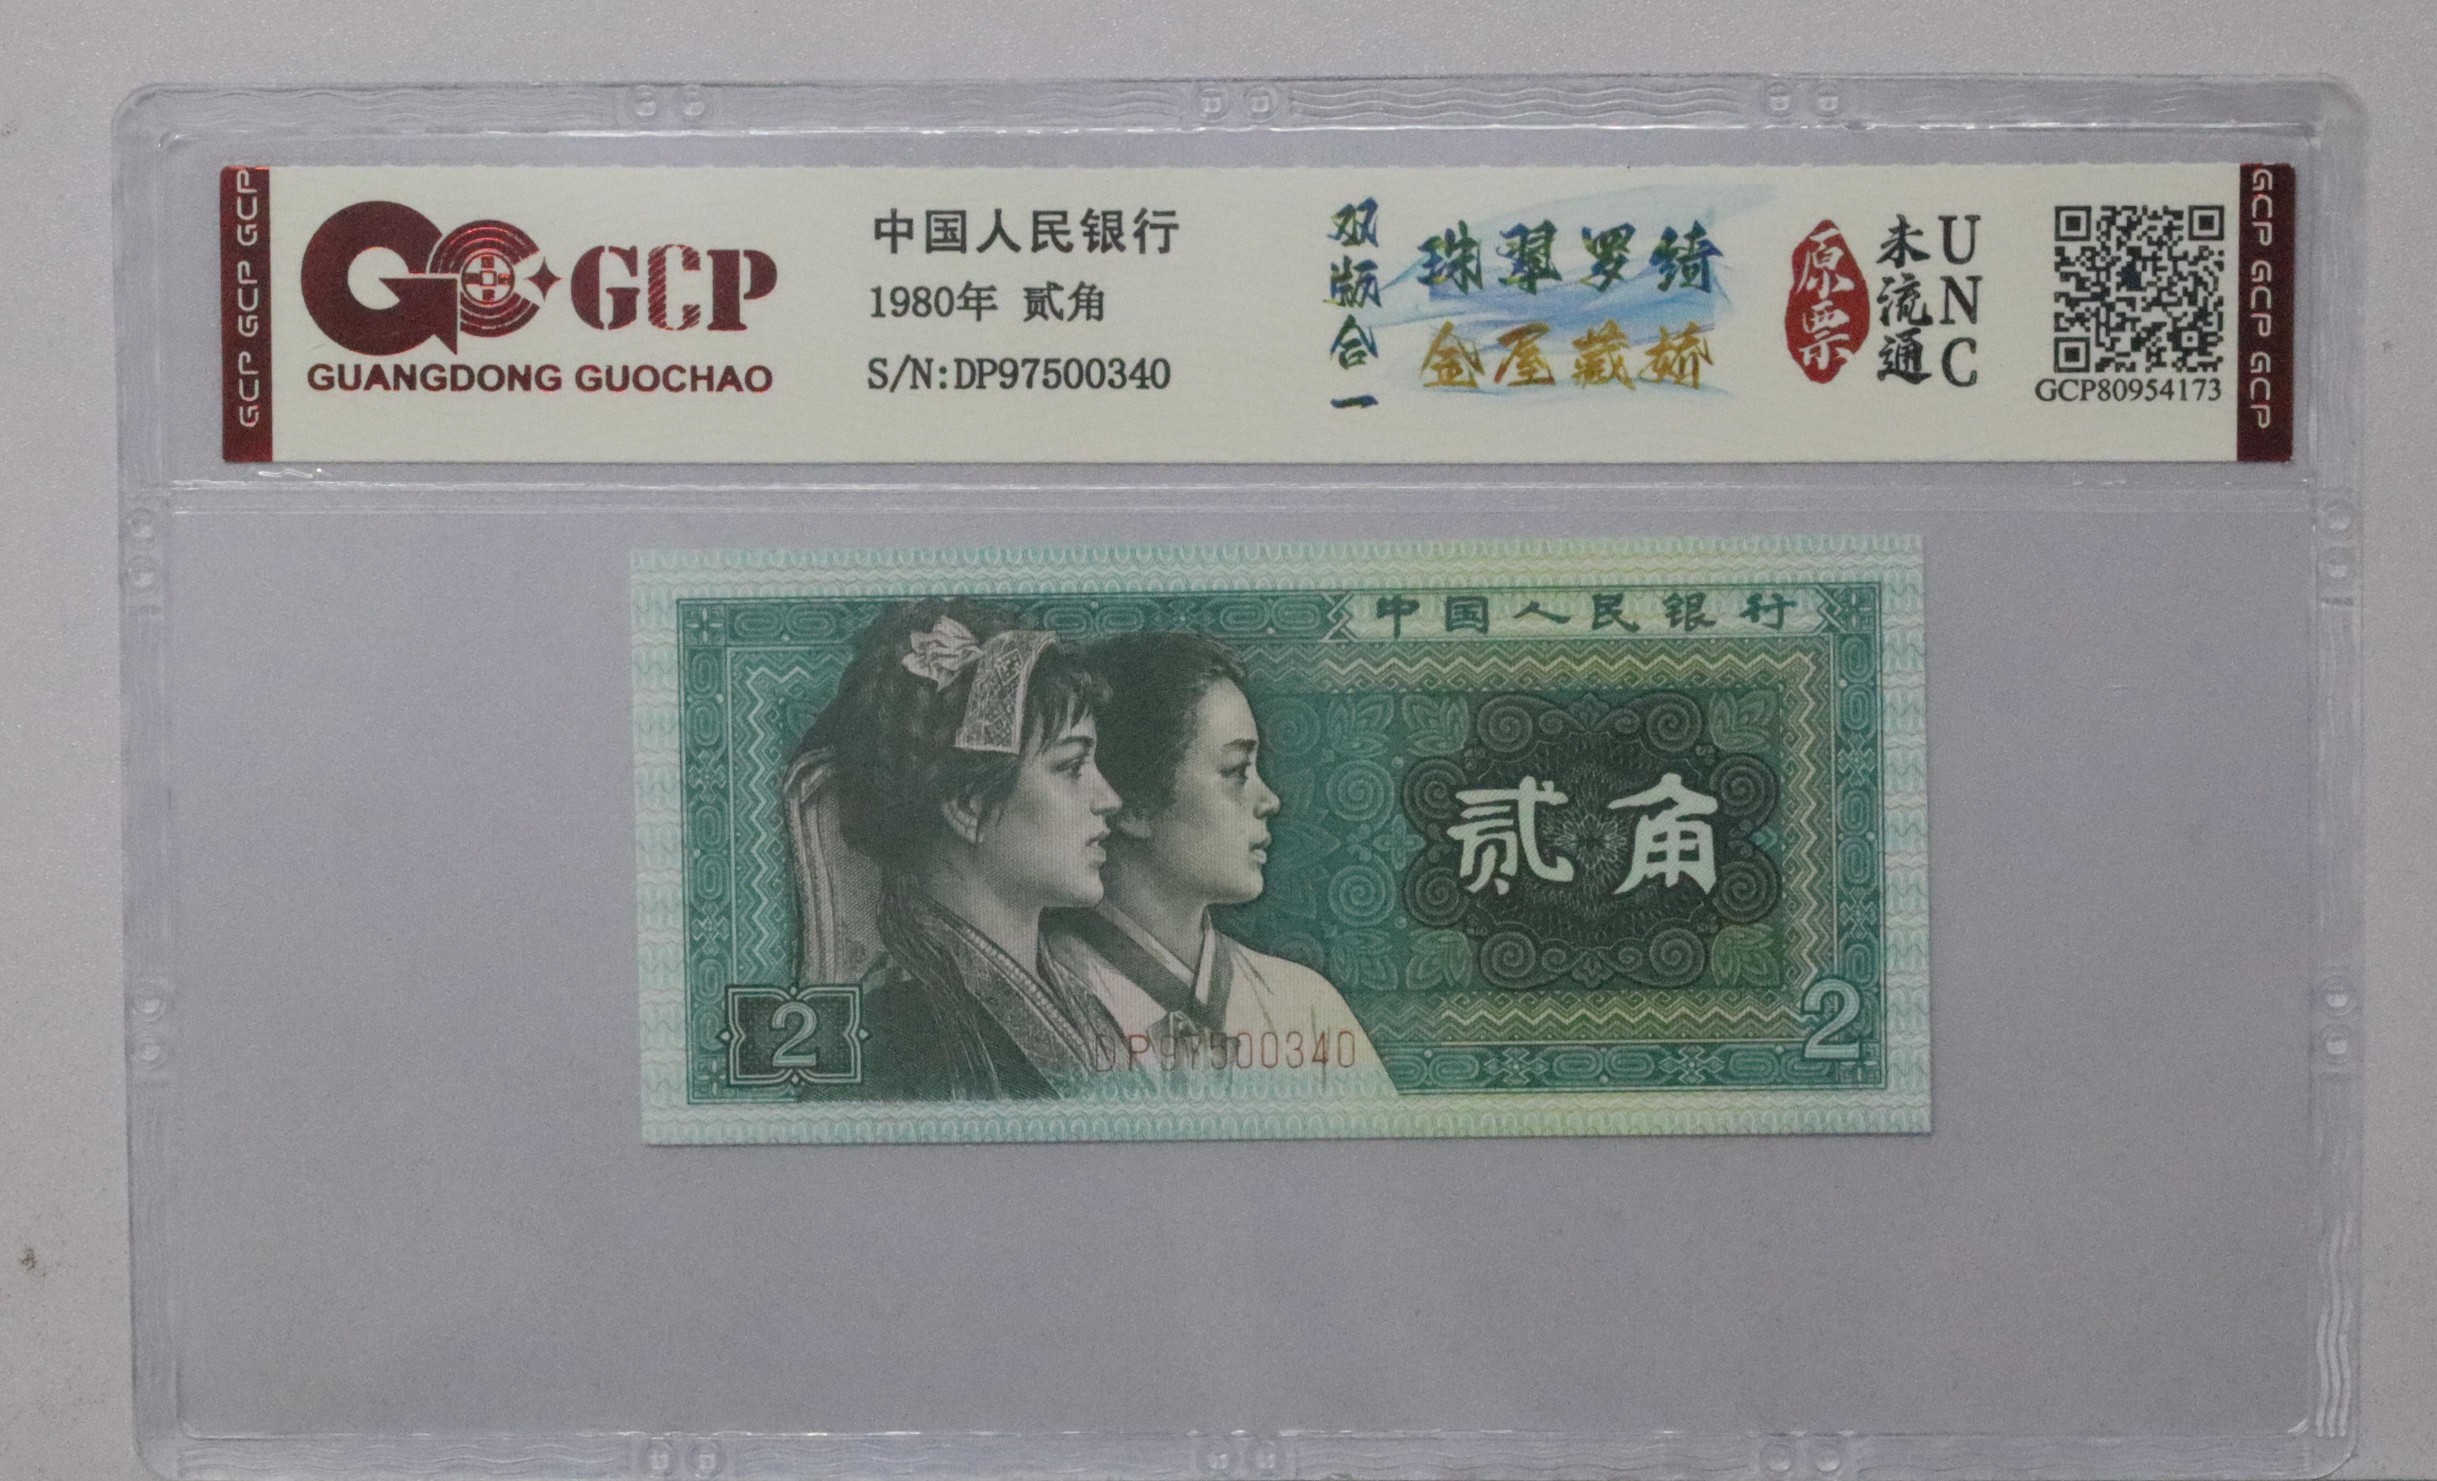 GCP GCP GCP
GCP
GUANGDONG GUOCHAO
中国人民银行
1980年 贰角
S/N:DP97500340
双版合一
珠翠罗绮
金屋藏娇
原票
未流通
UNC
GCP80954173
GCP GCP GCP
中国人民银行
贰角
2
DP97500340
2